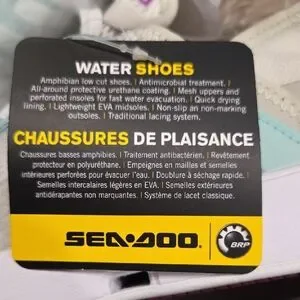 WATER SHOES
Amphibian low cut shoes. I Antimicrobial treatment. I
All-around protective urethane coating. I Mesh uppers and
perforated insoles for fast water evacuation. I Quick drying
lining. I Lightweight EVA midsoles. I Non-slip an non-marking
outsoles. I Traditional lacing system.
CHAUSSURES DE PLAISANCE
Chaussures basses amphibies. I Traitement antibactérien. I Revêtement
protecteur en polyuréthane. I Empeignes en mailles et semelles
intérieures perforées pour évacuer l'eau. I Doublure à séchage rapide. I
Semelles intercalaires légères en EVA. I Semelles extérieures
antidérapantes non marquantes. I Système de lacet classique.
SEA-DOO.
BRP